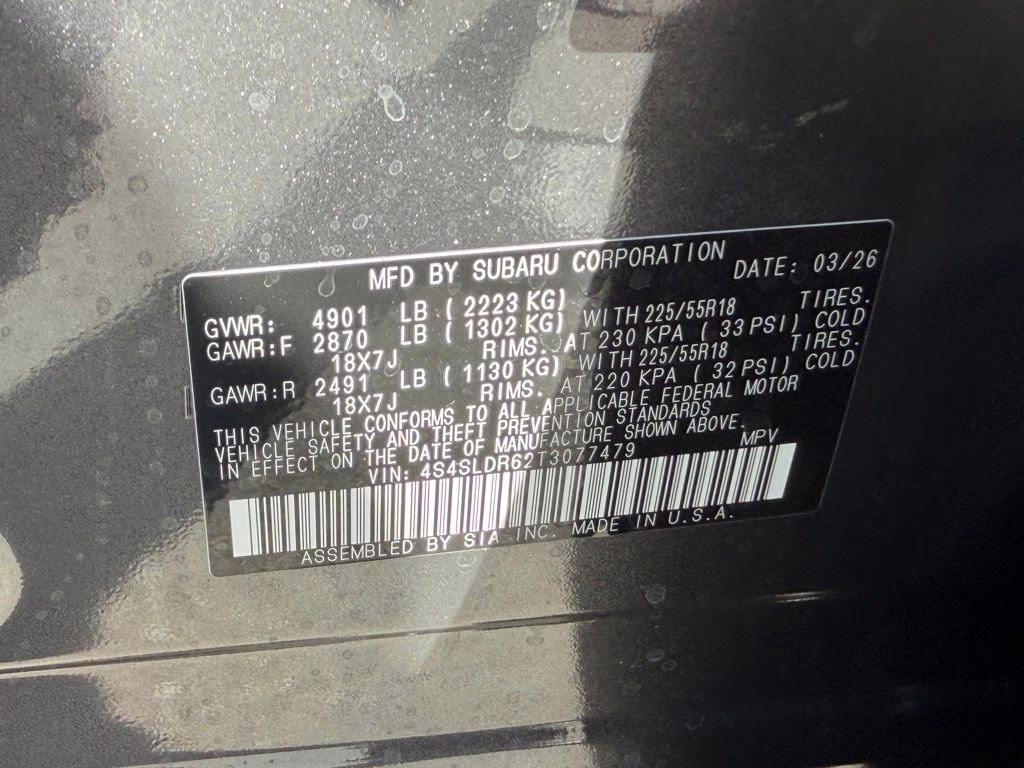 MFD BY SUBARU CORPORATION DATE: 03/26
GVWR: 4901 LB ( 2223 KG)
GAWR:F 2870 LB ( 1302 KG) WITH 225/55R18 TIRES.
18X7J RIMS. AT 230 KPA ( 33 PSI) COLD
GAWR:R 2491 LB ( 1130 KG) WITH 225/55R18 TIRES.
18X7J RIMS. AT 220 KPA ( 32 PSI) COLD
THIS VEHICLE CONFORMS TO ALL APPLICABLE FEDERAL MOTOR
VEHICLE SAFETY AND THEFT PREVENTION STANDARDS
IN EFFECT ON THE DATE OF MANUFACTURE SHOWN ABOVE.
VIN: 4S4SLDR62T3077479 MPV
ASSEMBLED BY SIA INC. MADE IN U.S.A.